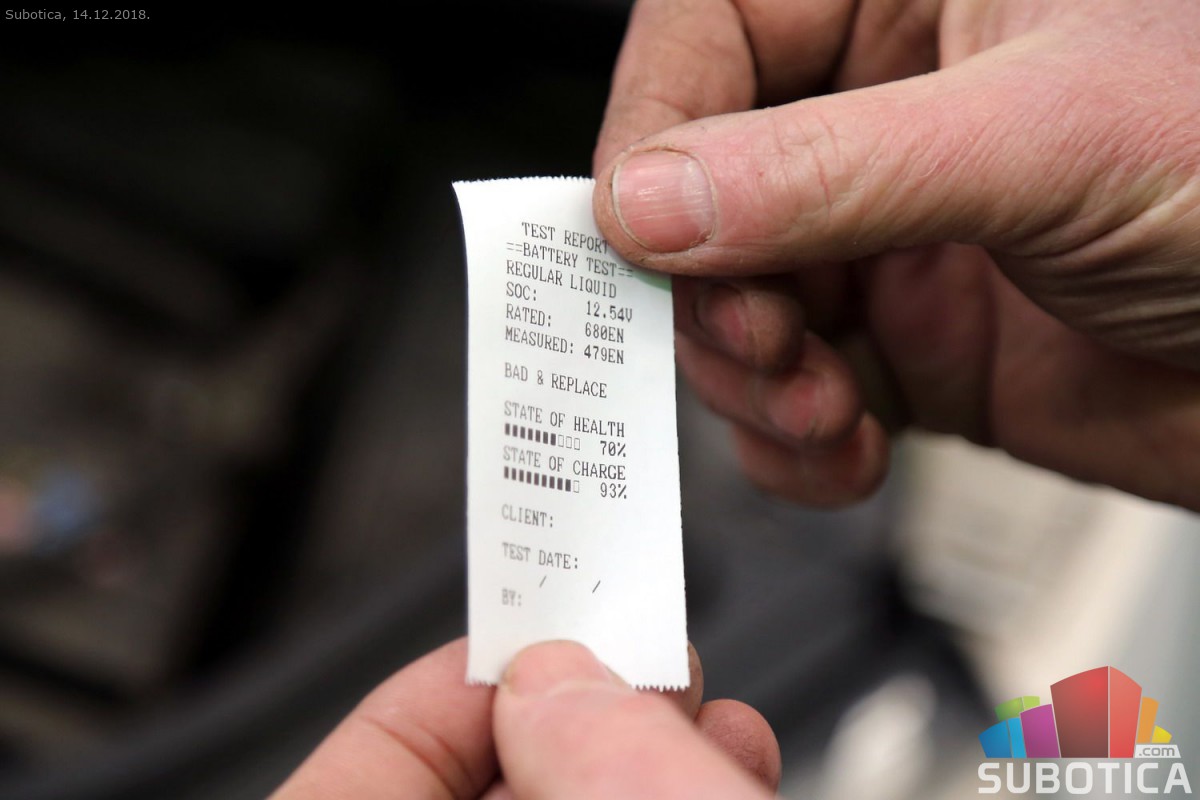 Subotica, 14.12.2018.
TEST REPORT
==BATTERY TEST==
REGULAR LIQUID
SOC: 12.54V
RATED: 680EN
MEASURED: 479EN
BAD & REPLACE
STATE OF HEALTH
70%
STATE OF CHARGE
93%
CLIENT:
TEST DATE:
/ /
BY:
.com
SUBOTICA